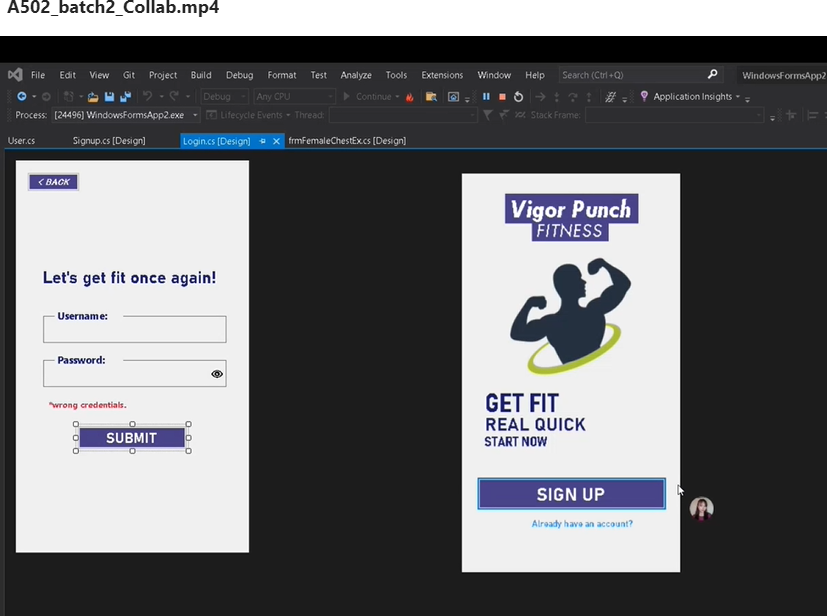 A502_batch2_Collab.mp4
File Edit View Git Project Build Debug Format Test Analyze Tools Extensions Window Help Search (Ctrl+Q) WindowsFormsApp2
Debug Any CPU Continue Application Insights
Process: [24496] WindowsFormsApp2.exe Lifecycle Events Thread: Stack Frame:
User.cs Signup.cs [Design] Login.cs [Design] frmFemaleChestEx.cs [Design]
< BACK
Let's get fit once again!
Username:
Password:
*wrong credentials.
SUBMIT
Vigor Punch
FITNESS
GET FIT
REAL QUICK
START NOW
SIGN UP
Already have an account?